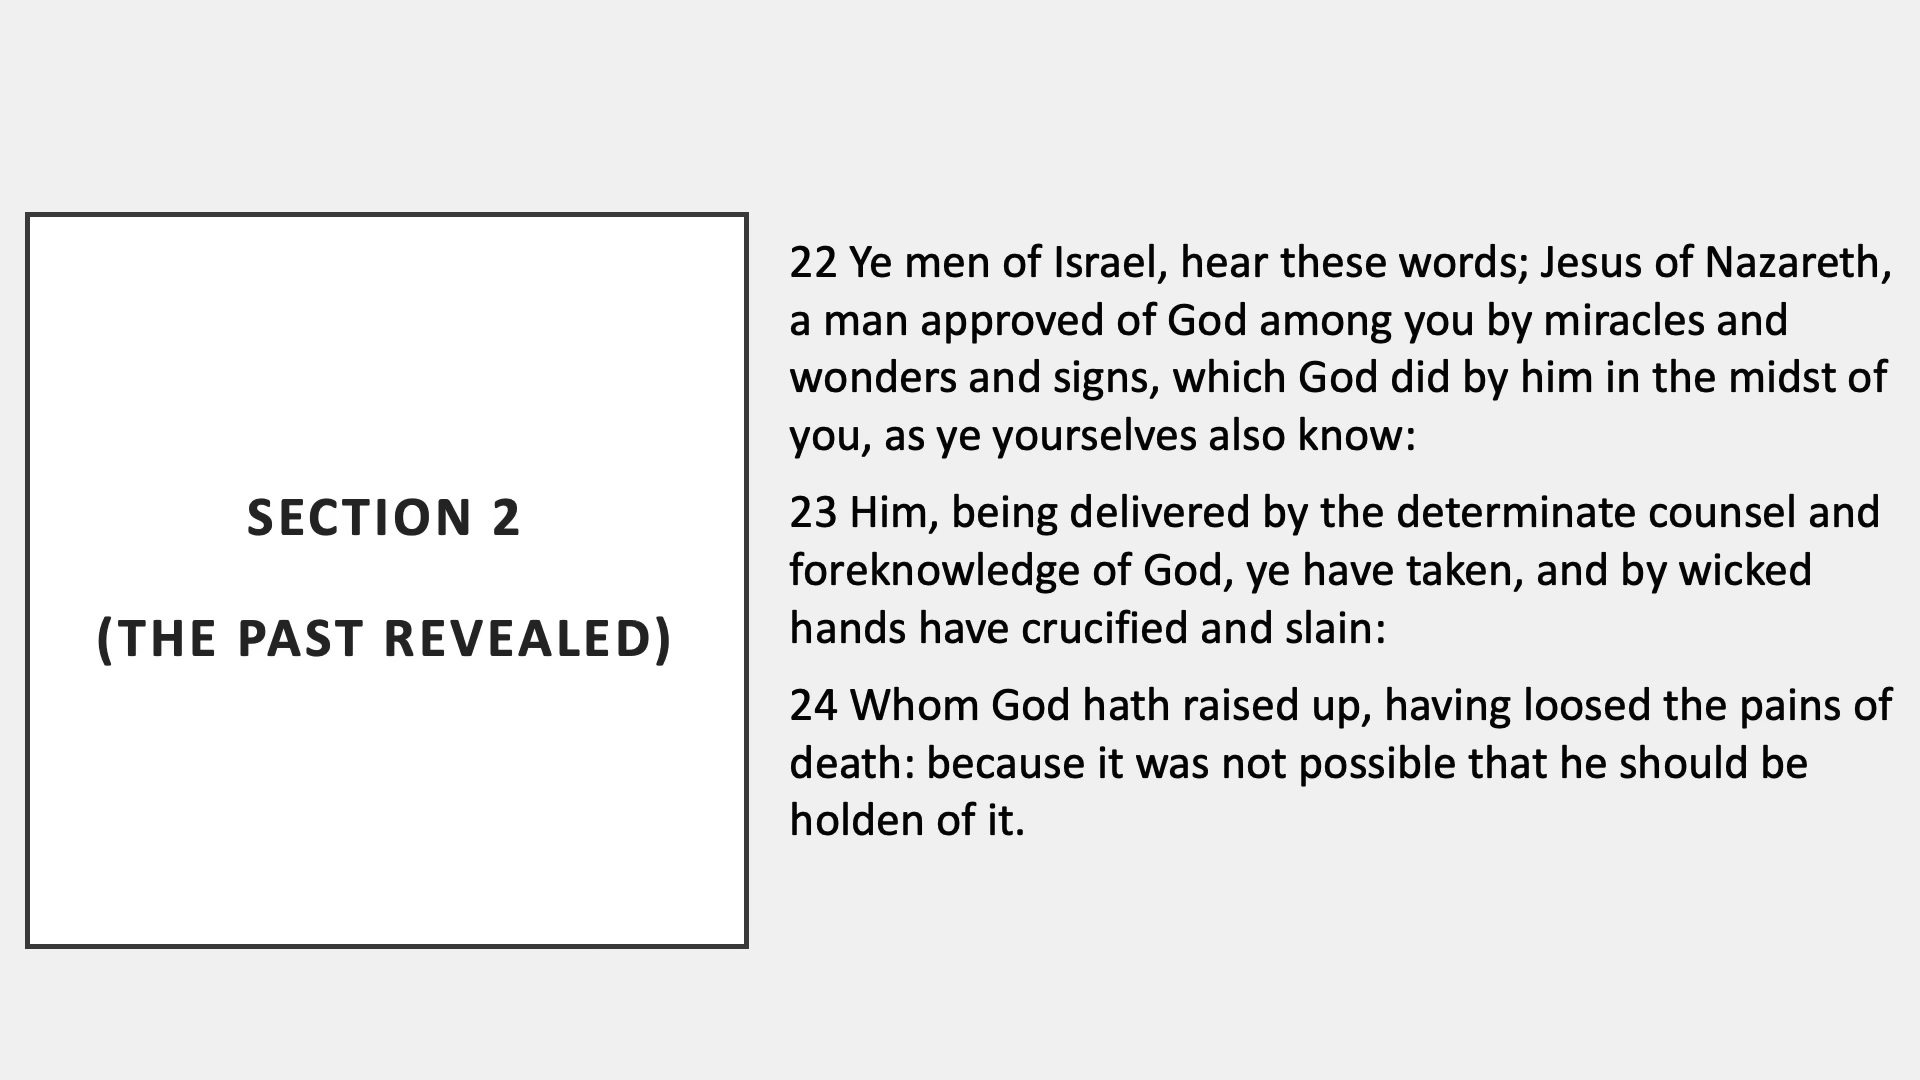 SECTION 2
(THE PAST REVEALED)
22 Ye men of Israel, hear these words; Jesus of Nazareth,
a man approved of God among you by miracles and
wonders and signs, which God did by him in the midst of
you, as ye yourselves also know:
23 Him, being delivered by the determinate counsel and
foreknowledge of God, ye have taken, and by wicked
hands have crucified and slain:
24 Whom God hath raised up, having loosed the pains of
death: because it was not possible that he should be
holden of it.